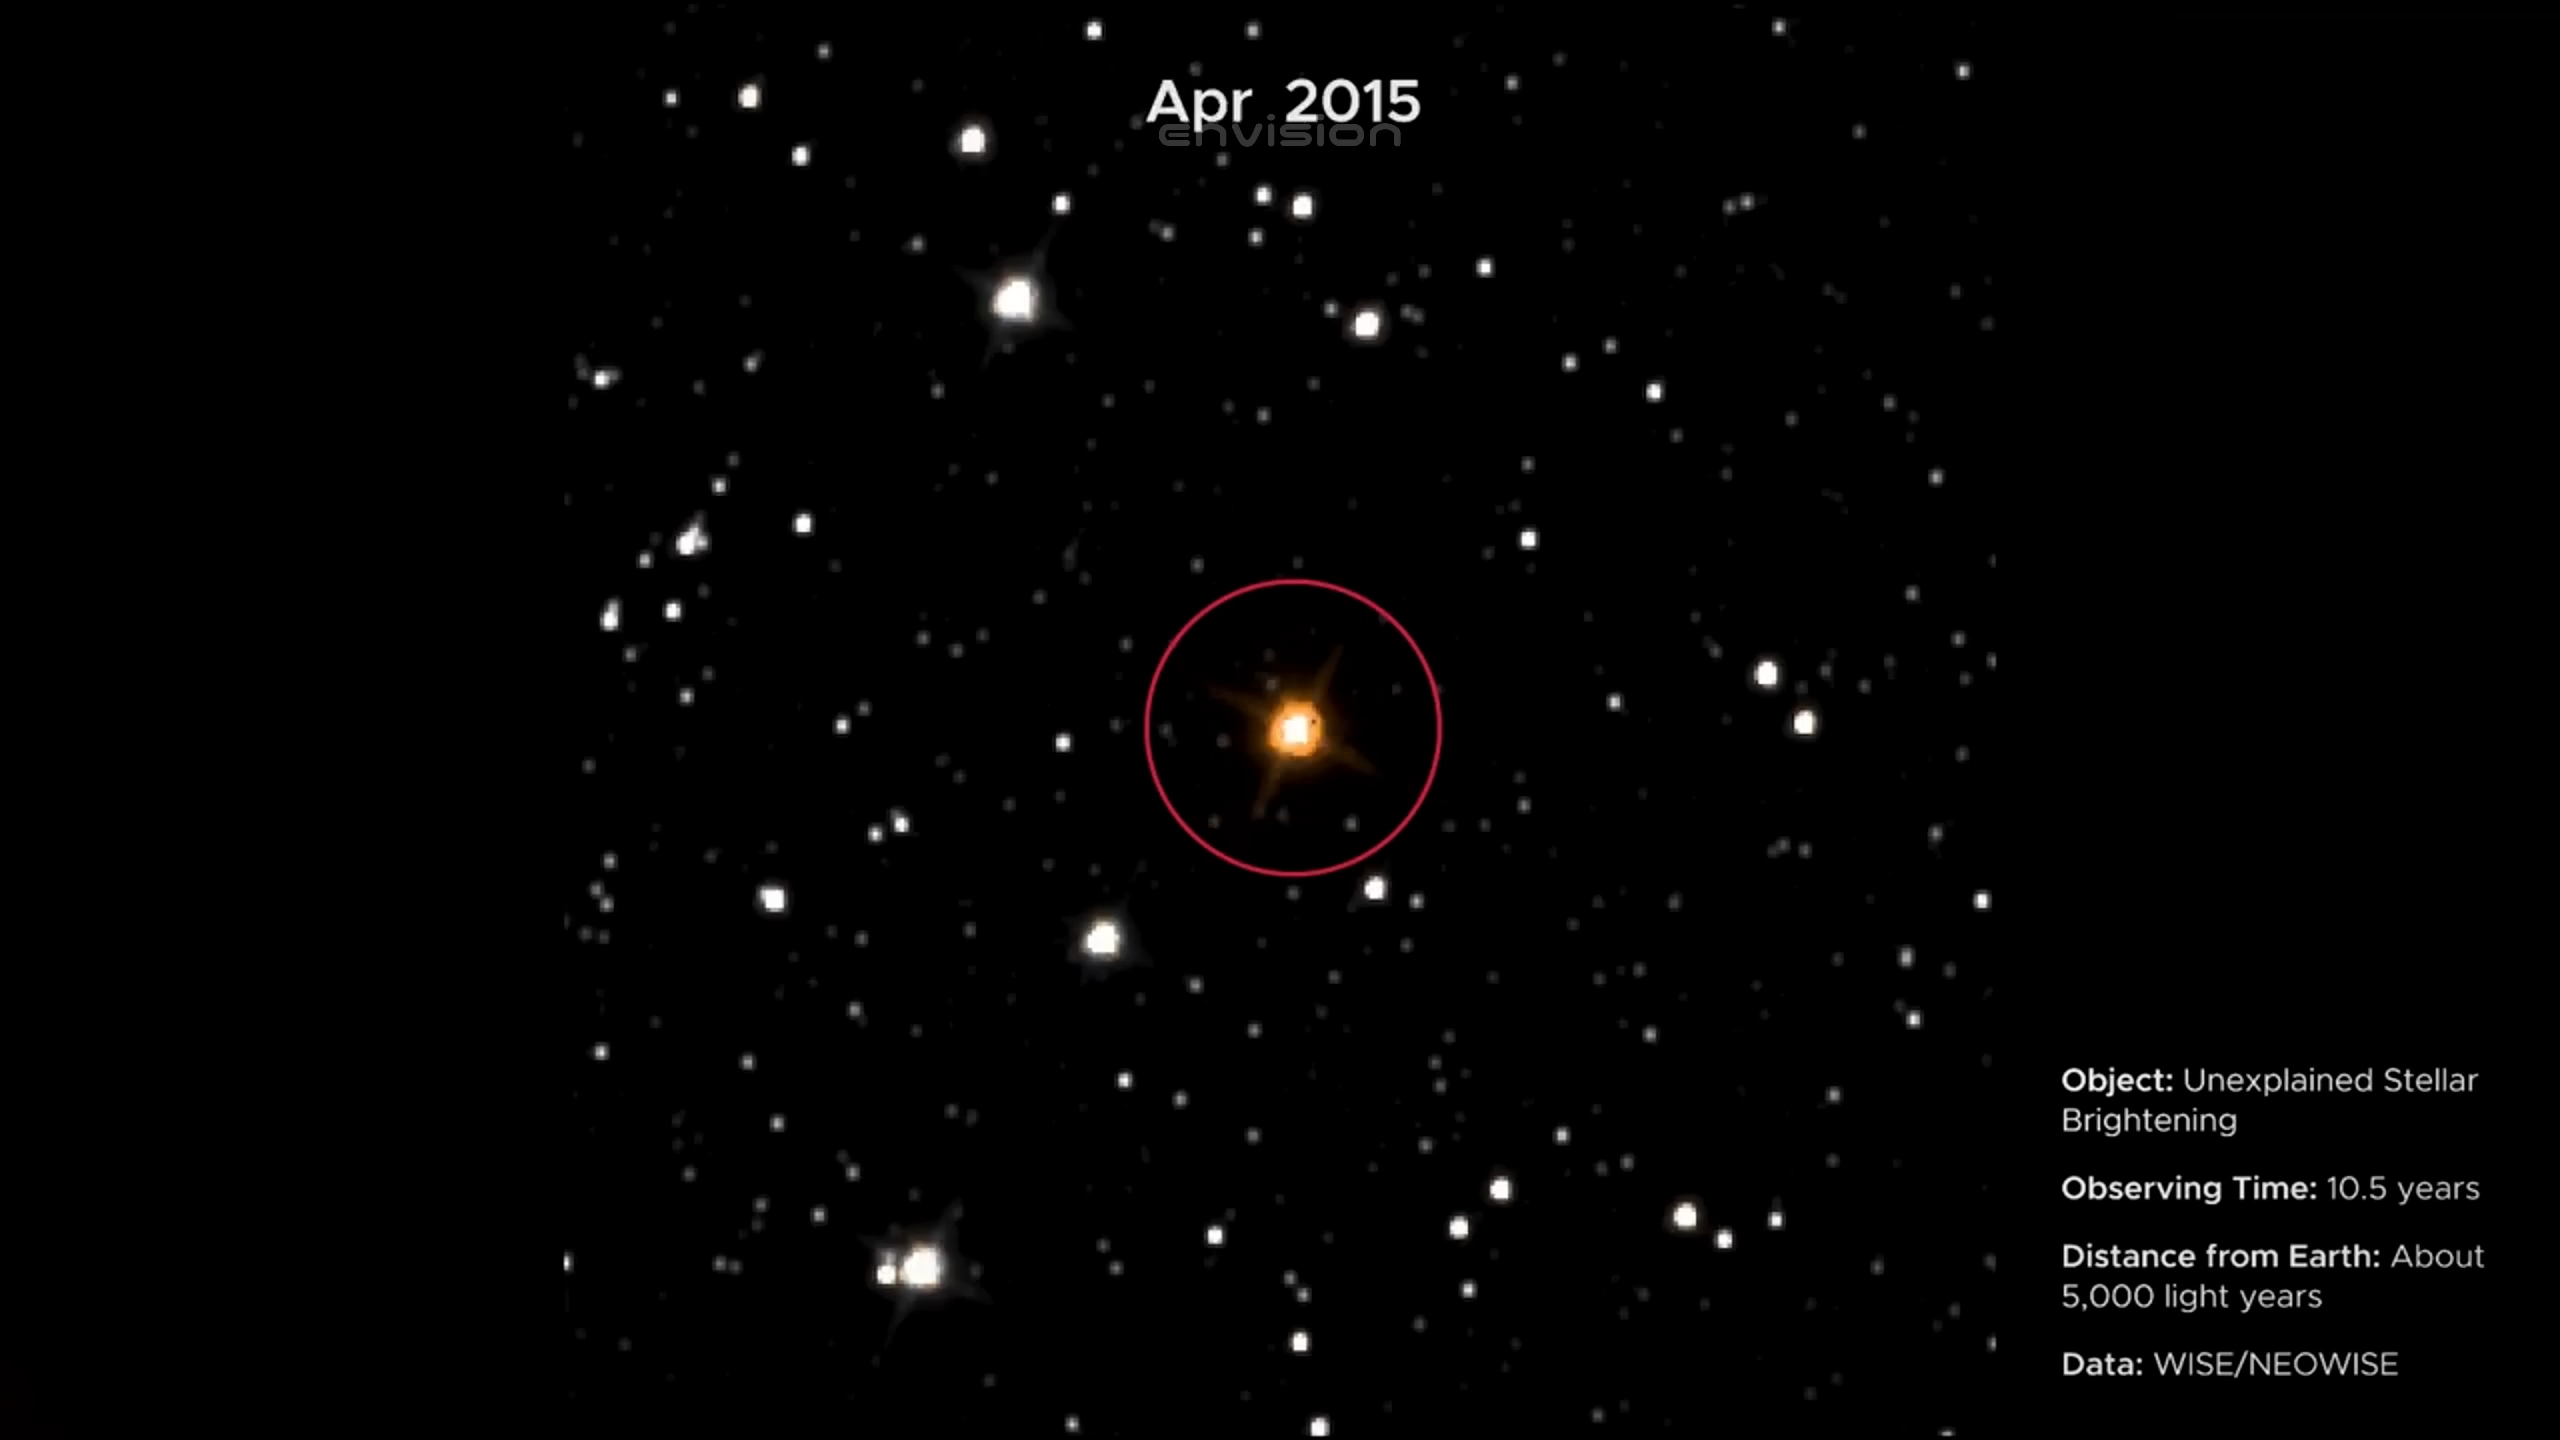 Apr 2015
envision
Object: Unexplained Stellar
Brightening
Observing Time: 10.5 years
Distance from Earth: About
5,000 light years
Data: WISE/NEOWISE